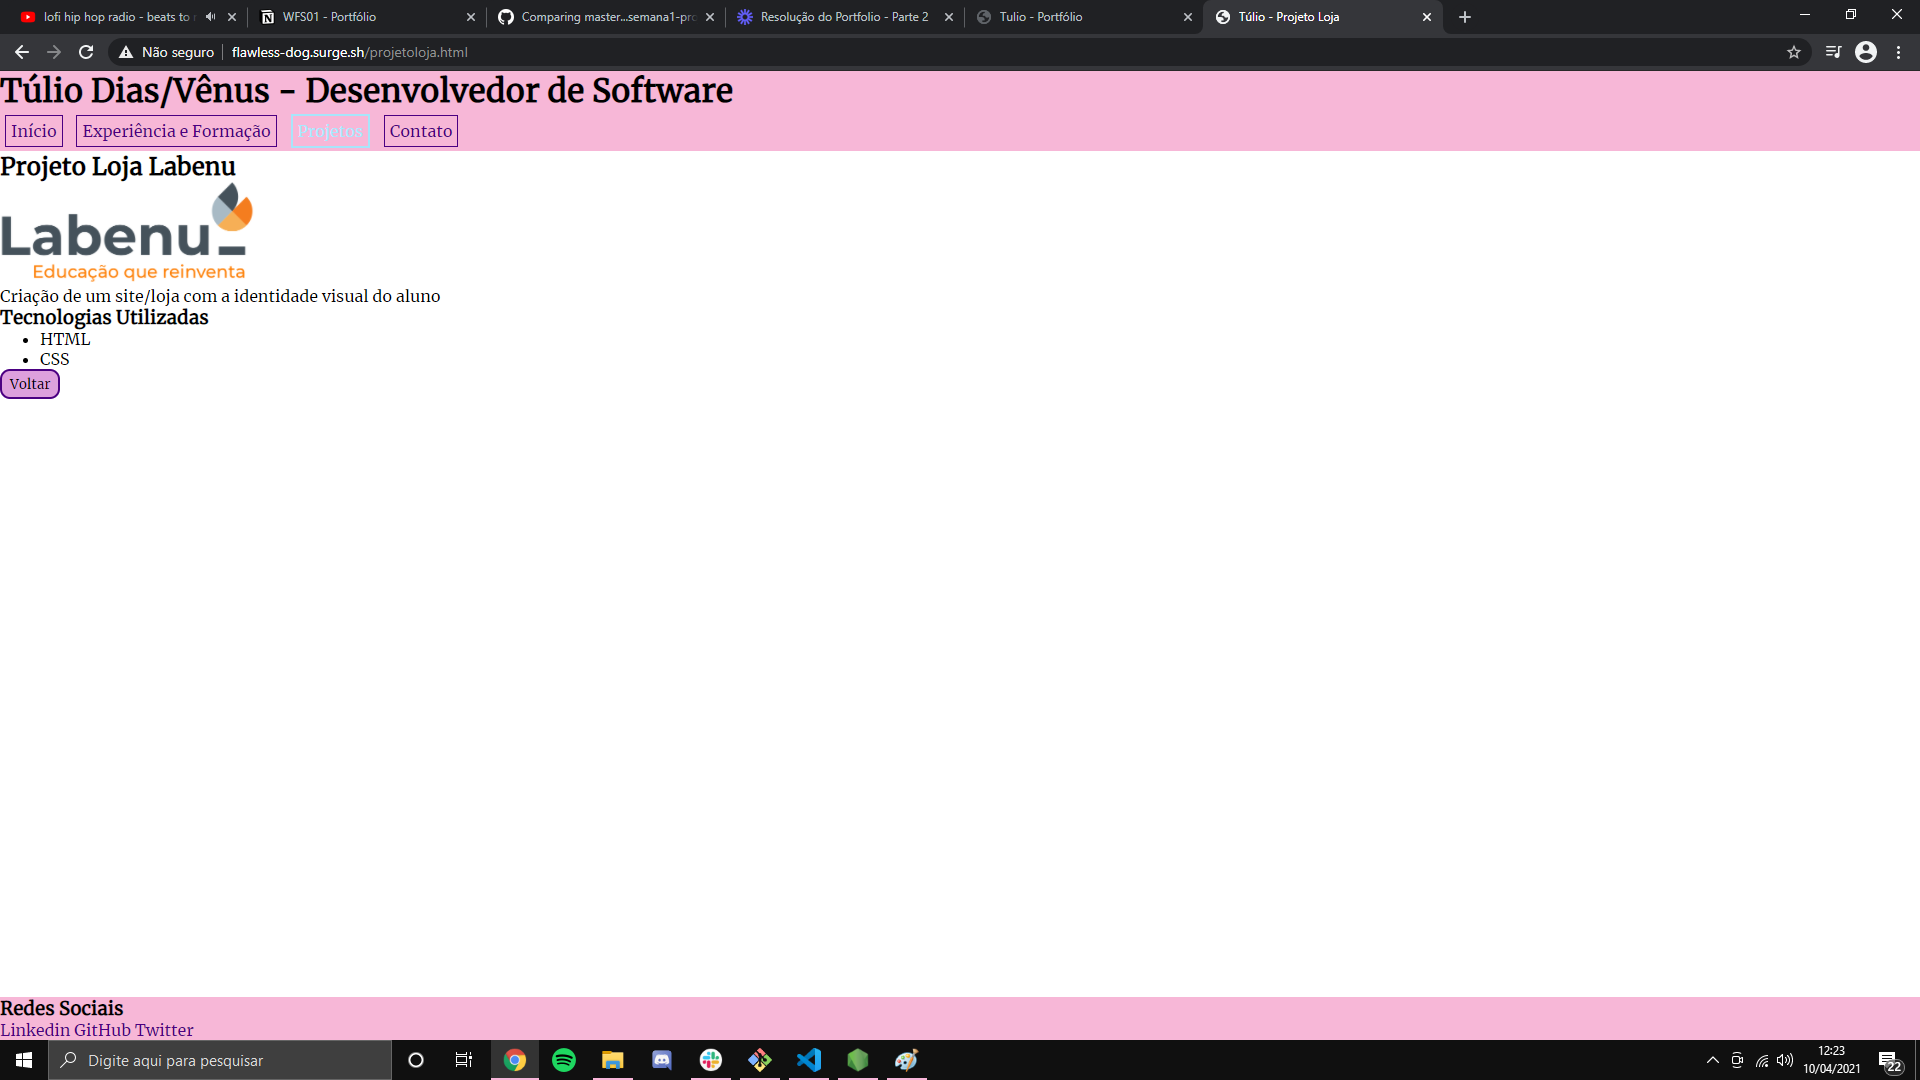 lofi hip hop radio - beats to
WFS01 - Portfólio
Comparing master...semana1-pro
Resolução do Portfolio - Parte 2
Tulio - Portfólio
Túlio - Projeto Loja
Não seguro
flawless-dog.surge.sh/projetoloja.html
Túlio Dias/Vênus - Desenvolvedor de Software
Início Experiência e Formação Projetos Contato
Projeto Loja Labenu
Labenu_
Educação que reinventa
Criação de um site/loja com a identidade visual do aluno
Tecnologias Utilizadas
• HTML
• CSS
Voltar
Redes Sociais
Linkedin GitHub Twitter
Digite aqui para pesquisar
12:23
10/04/2021
22